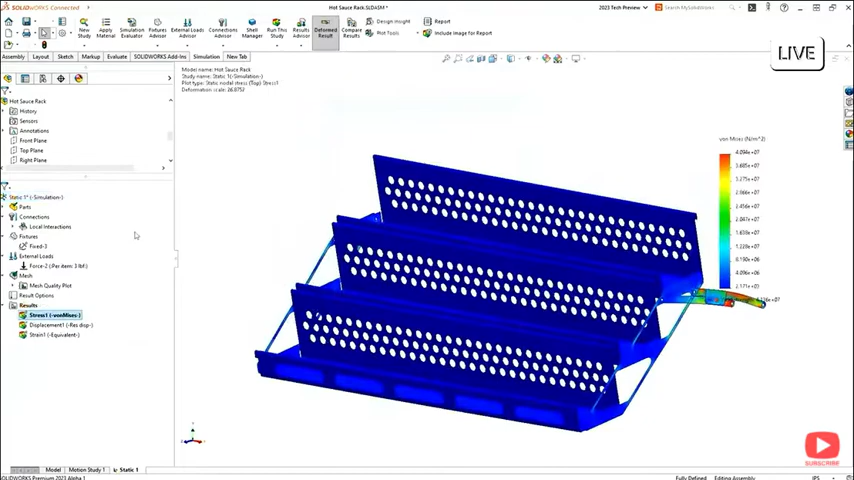 SOLIDWORKS Connected
Hot Sauce Rack.SLDASM
2023 Tech Preview
Search MySolidWorks
New Study
Apply Material
Simulation Evaluator
Fixtures Advisor
External Loads Advisor
Connections Advisor
Shell Manager
Run This Study
Results Advisor
Deformed Result
Compare Results
Design Insight
Plot Tools
Report
Include Image for Report
Assembly
Layout
Sketch
Markup
Evaluate
SOLIDWORKS Add-Ins
Simulation
New Tab
LIVE
Model name: Hot Sauce Rack
Study name: Static 1(-Simulation-)
Plot type: Static nodal stress (Top) Stress1
Deformation scale: 26.0752
Hot Sauce Rack
History
Sensors
Annotations
Front Plane
Top Plane
Right Plane
Static 1* (-Simulation-)
Parts
Connections
Local Interactions
Fixtures
Fixed-3
External Loads
Force-2 (:Per item: 3 lbf:)
Mesh
Mesh Quality Plot
Result Options
Results
Stress1 (-vonMises-)
Displacement1 (-Res disp-)
Strain1 (-Equivalent-)
von Mises (N/m^2)
4.094e+07
3.685e+07
3.275e+07
2.866e+07
2.456e+07
2.047e+07
1.638e+07
1.228e+07
8.190e+06
4.096e+06
2.171e+03
SUBSCRIBE
Model
Motion Study 1
Static 1
SOLIDWORKS Premium 2023 Alpha 1
Fully Defined
Editing Assembly
IPS